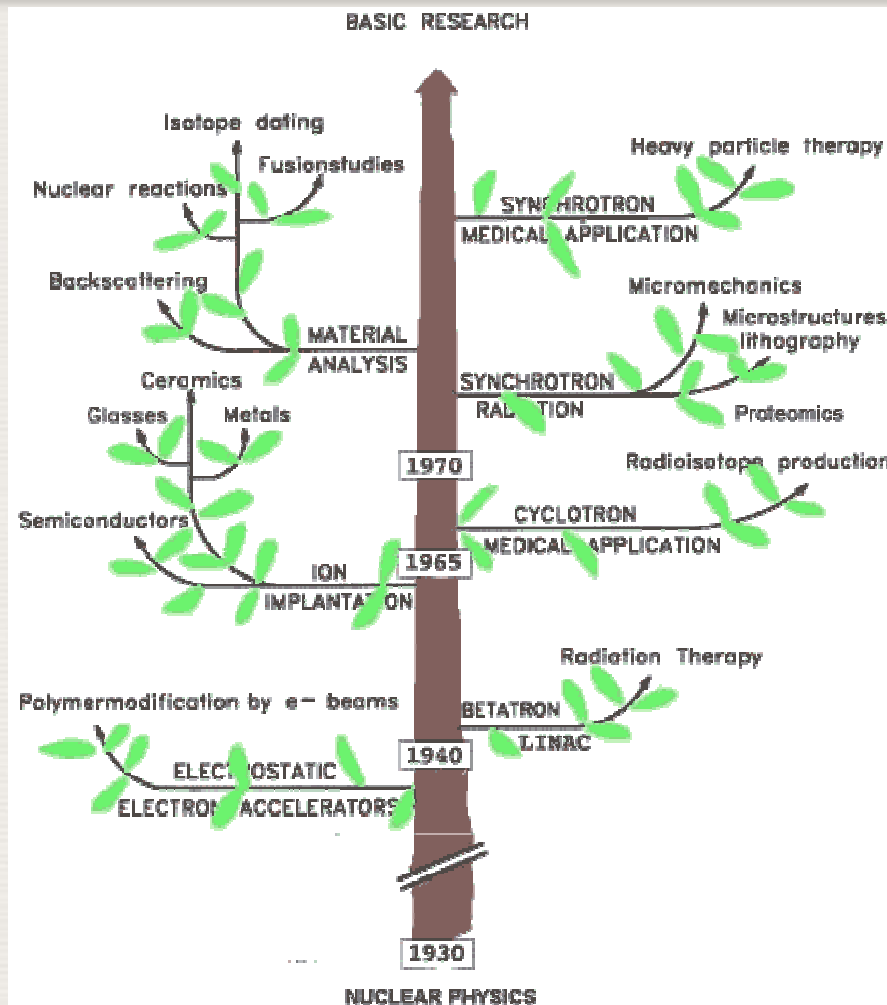 BASIC RESEARCH
Isotope dating
Fusionstudies
Nuclear reactions
Backscattering
MATERIAL
ANALYSIS
Heavy particle therapy
SYNCHROTRON
MEDICAL APPLICATION
Micromechanics
Microstructures
lithography
SYNCHROTRON
RADIATION
Proteomics
Ceramics
Glasses
Metals
Semiconductors
ION
IMPLANTATION
1970
Radioisotope production
CYCLOTRON
MEDICAL APPLICATION
1965
Radiation Therapy
BETATRON
LINAC
Polymermodification by e- beams
ELECTROSTATIC
ELECTRON ACCELERATORS
1940
1930
NUCLEAR PHYSICS